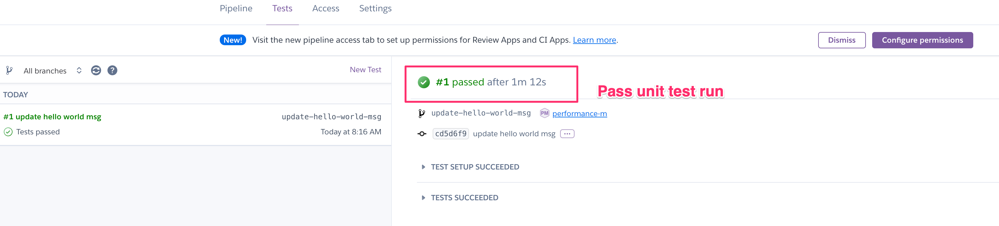 Pipeline Tests Access Settings
New! Visit the new pipeline access tab to set up permissions for Review Apps and CI Apps. Learn more. Dismiss Configure permissions
All branches ? New Test
TODAY
#1 update hello world msg update-hello-world-msg
Tests passed Today at 8:16 AM
#1 passed after 1m 12s
Pass unit test run
update-hello-world-msg PM performance-m
cd5d6f9 update hello world msg ...
TEST SETUP SUCCEEDED
TESTS SUCCEEDED